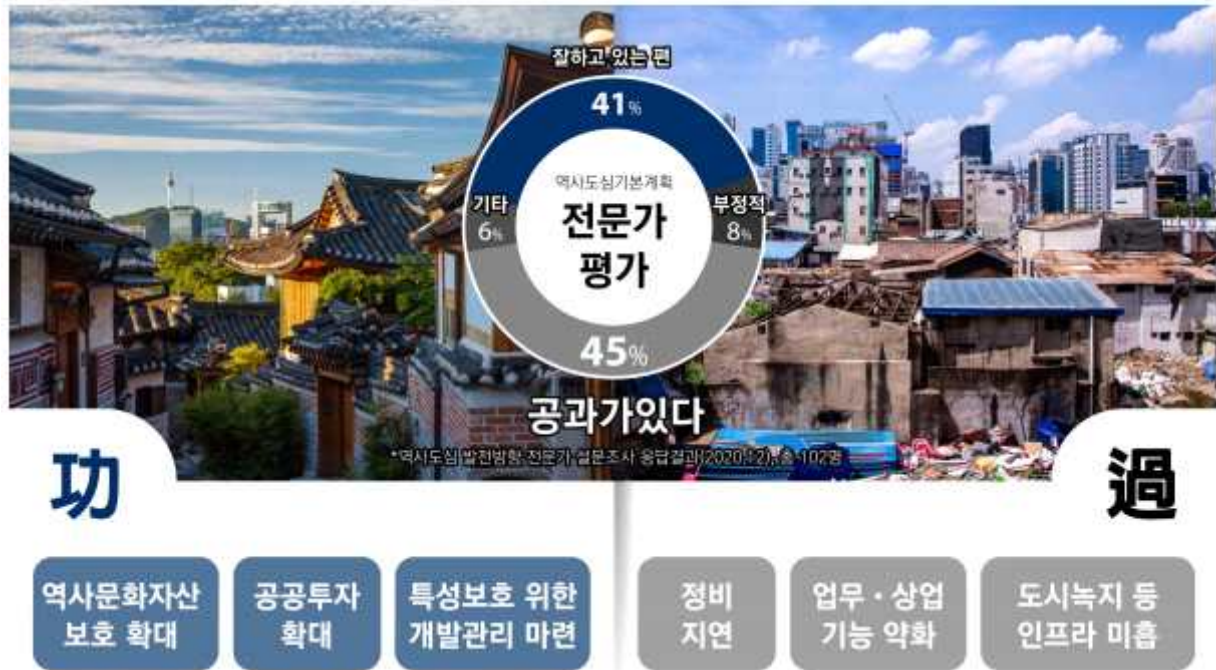 잘하고 있는 편
41%
역사도심기본계획
전문가
평가
기타
6%
부정적
8%
45%
공과가있다
*역사도심 발전방향 전문가 설문조사 응답결과(2020.12), 총 102명
功
過
역사문화자산
보호 확대
공공투자
확대
특성보호 위한
개발관리 마련
정비
지연
업무・상업
기능 약화
도시녹지 등
인프라 미흡